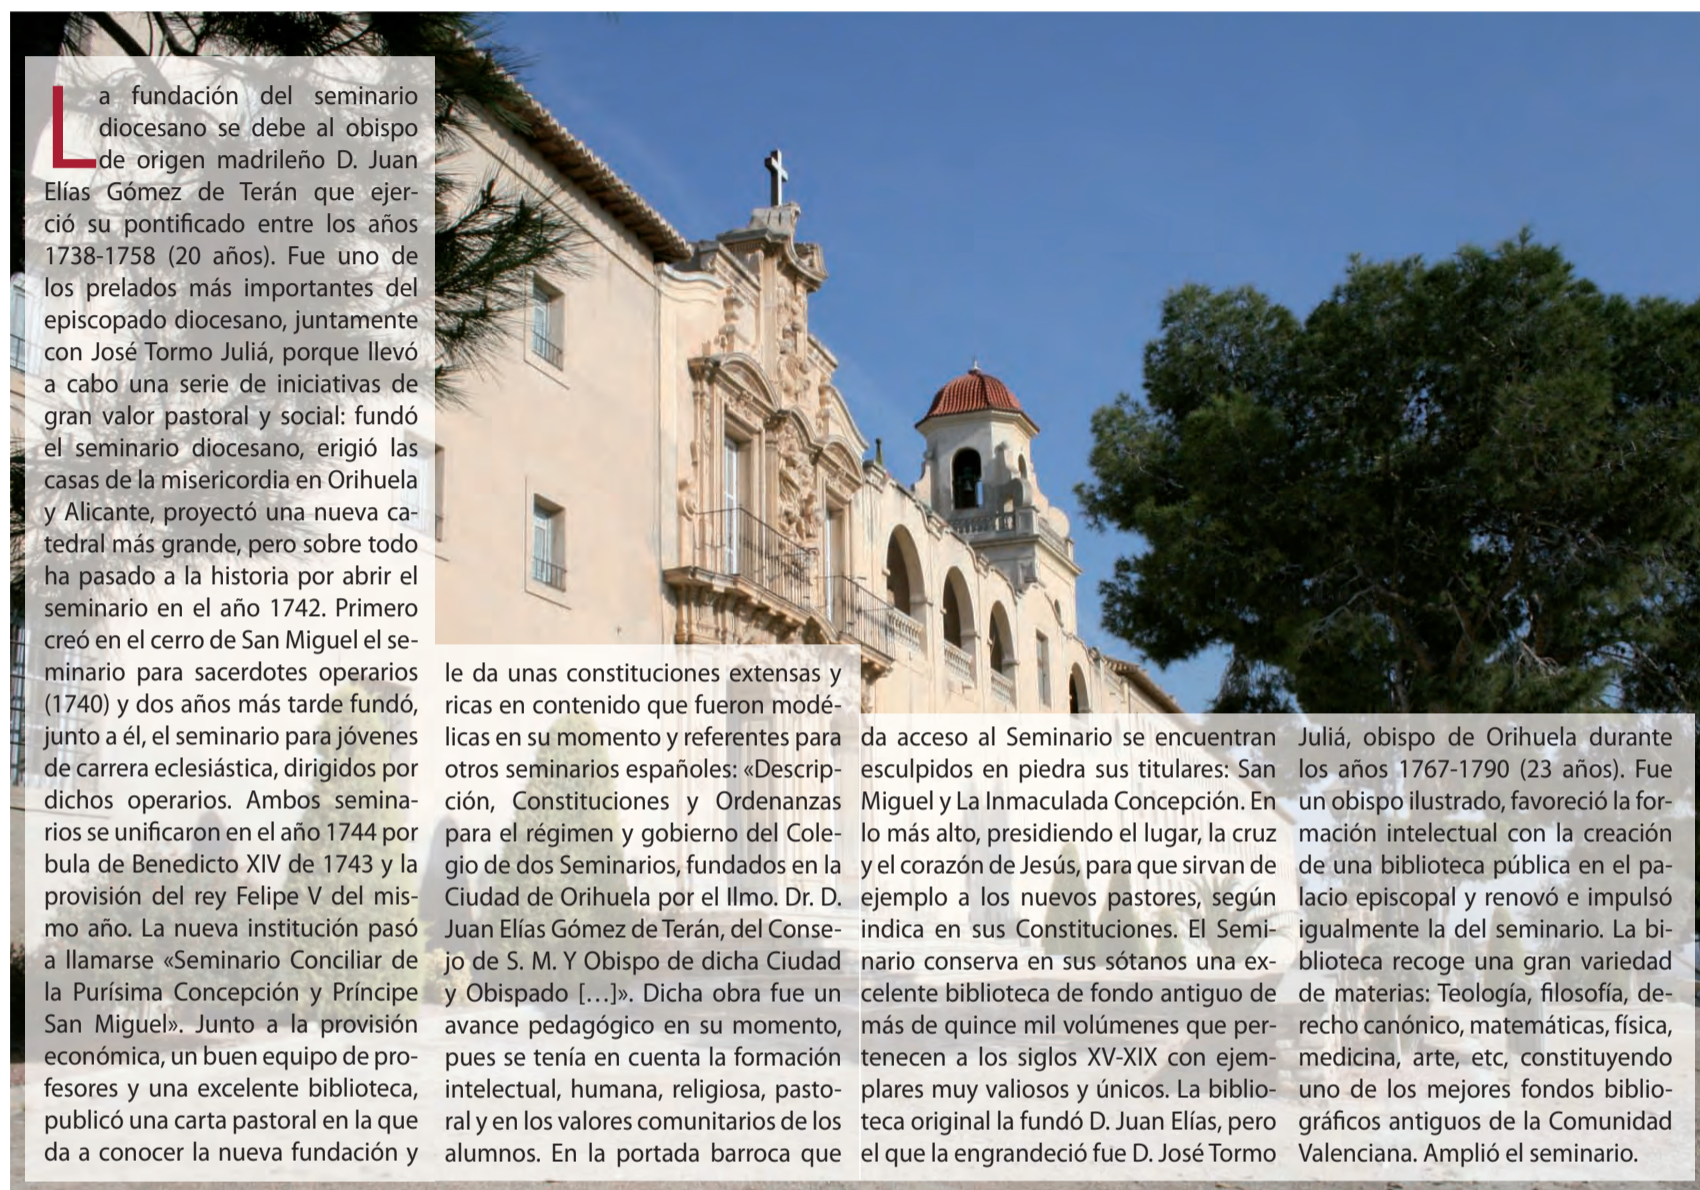 La fundación del seminario
diocesano se debe al obispo
de origen madrileño D. Juan
Elías Gómez de Terán que ejer-
ció su pontificado entre los años
1738-1758 (20 años). Fue uno de
los prelados más importantes del
episcopado diocesano, juntamente
con José Tormo Juliá, porque llevó
a cabo una serie de iniciativas de
gran valor pastoral y social: fundó
el seminario diocesano, erigió las
casas de la misericordia en Orihuela
y Alicante, proyectó una nueva ca-
tedral más grande, pero sobre todo
ha pasado a la historia por abrir el
seminario en el año 1742. Primero
creó en el cerro de San Miguel el se-
minario para sacerdotes operarios
(1740) y dos años más tarde fundó,
junto a él, el seminario para jóvenes
de carrera eclesiástica, dirigidos por
dichos operarios. Ambos semina-
rios se unificaron en el año 1744 por
bula de Benedicto XIV de 1743 y la
provisión del rey Felipe V del mis-
mo año. La nueva institución pasó
a llamarse «Seminario Conciliar de
la Purísima Concepción y Príncipe
San Miguel». Junto a la provisión
económica, un buen equipo de pro-
fesores y una excelente biblioteca,
publicó una carta pastoral en la que
da a conocer la nueva fundación y
le da unas constituciones extensas y
ricas en contenido que fueron modé-
licas en su momento y referentes para
otros seminarios españoles: «Descrip-
ción, Constituciones y Ordenanzas
para el régimen y gobierno del Cole-
gio de dos Seminarios, fundados en la
Ciudad de Orihuela por el Ilmo. Dr. D.
Juan Elías Gómez de Terán, del Conse-
jo de S. M. Y Obispo de dicha Ciudad
y Obispado […]». Dicha obra fue un
avance pedagógico en su momento,
pues se tenía en cuenta la formación
intelectual, humana, religiosa, pasto-
ral y en los valores comunitarios de los
alumnos. En la portada barroca que
da acceso al Seminario se encuentran
esculpidos en piedra sus titulares: San
Miguel y La Inmaculada Concepción. En
lo más alto, presidiendo el lugar, la cruz
y el corazón de Jesús, para que sirvan de
ejemplo a los nuevos pastores, según
indica en sus Constituciones. El Semi-
nario conserva en sus sótanos una ex-
celente biblioteca de fondo antiguo de
más de quince mil volúmenes que per-
tenecen a los siglos XV-XIX con ejem-
plares muy valiosos y únicos. La biblio-
teca original la fundó D. Juan Elías, pero
el que la engrandeció fue D. José Tormo
Juliá, obispo de Orihuela durante
los años 1767-1790 (23 años). Fue
un obispo ilustrado, favoreció la for-
mación intelectual con la creación
de una biblioteca pública en el pa-
lacio episcopal y renovó e impulsó
igualmente la del seminario. La bi-
blioteca recoge una gran variedad
de materias: Teología, filosofía, de-
recho canónico, matemáticas, física,
medicina, arte, etc, constituyendo
uno de los mejores fondos biblio-
gráficos antiguos de la Comunidad
Valenciana. Amplió el seminario.